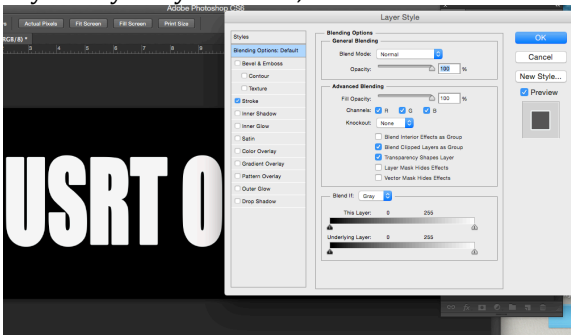 Adobe Photoshop CS6
Actual Pixels Fit Screen Fill Screen Print Size
3 4 5 6 7 8 9
USRT O
Layer Style
Styles
Blending Options: Default
Bevel & Emboss
Contour
Texture
Stroke
Inner Shadow
Inner Glow
Satin
Color Overlay
Gradient Overlay
Pattern Overlay
Outer Glow
Drop Shadow
Blending Options
General Blending
Blend Mode: Normal
Opacity: 100 %
Advanced Blending
Fill Opacity: 100 %
Channels: R G B
Knockout: None
Blend Interior Effects as Group
Blend Clipped Layers as Group
Transparency Shapes Layer
Layer Mask Hides Effects
Vector Mask Hides Effects
Blend If: Gray
This Layer: 0 255
Underlying Layer: 0 255
OK
Cancel
New Style...
Preview
fx